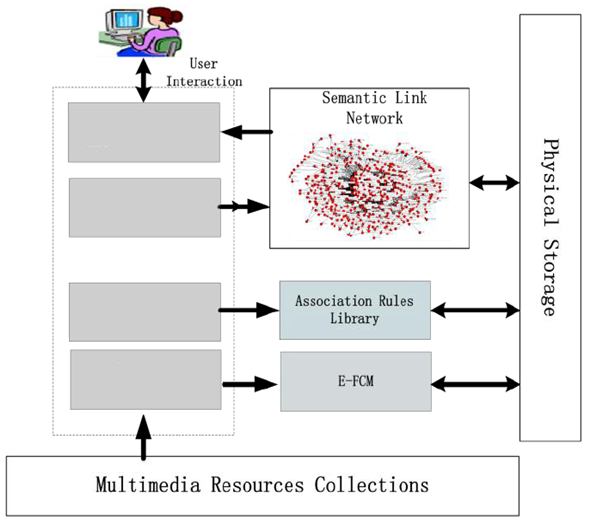 User
Interaction
Semantic Link
Network
Physical Storage
Association Rules
Library
E-FCM
Multimedia Resources Collections